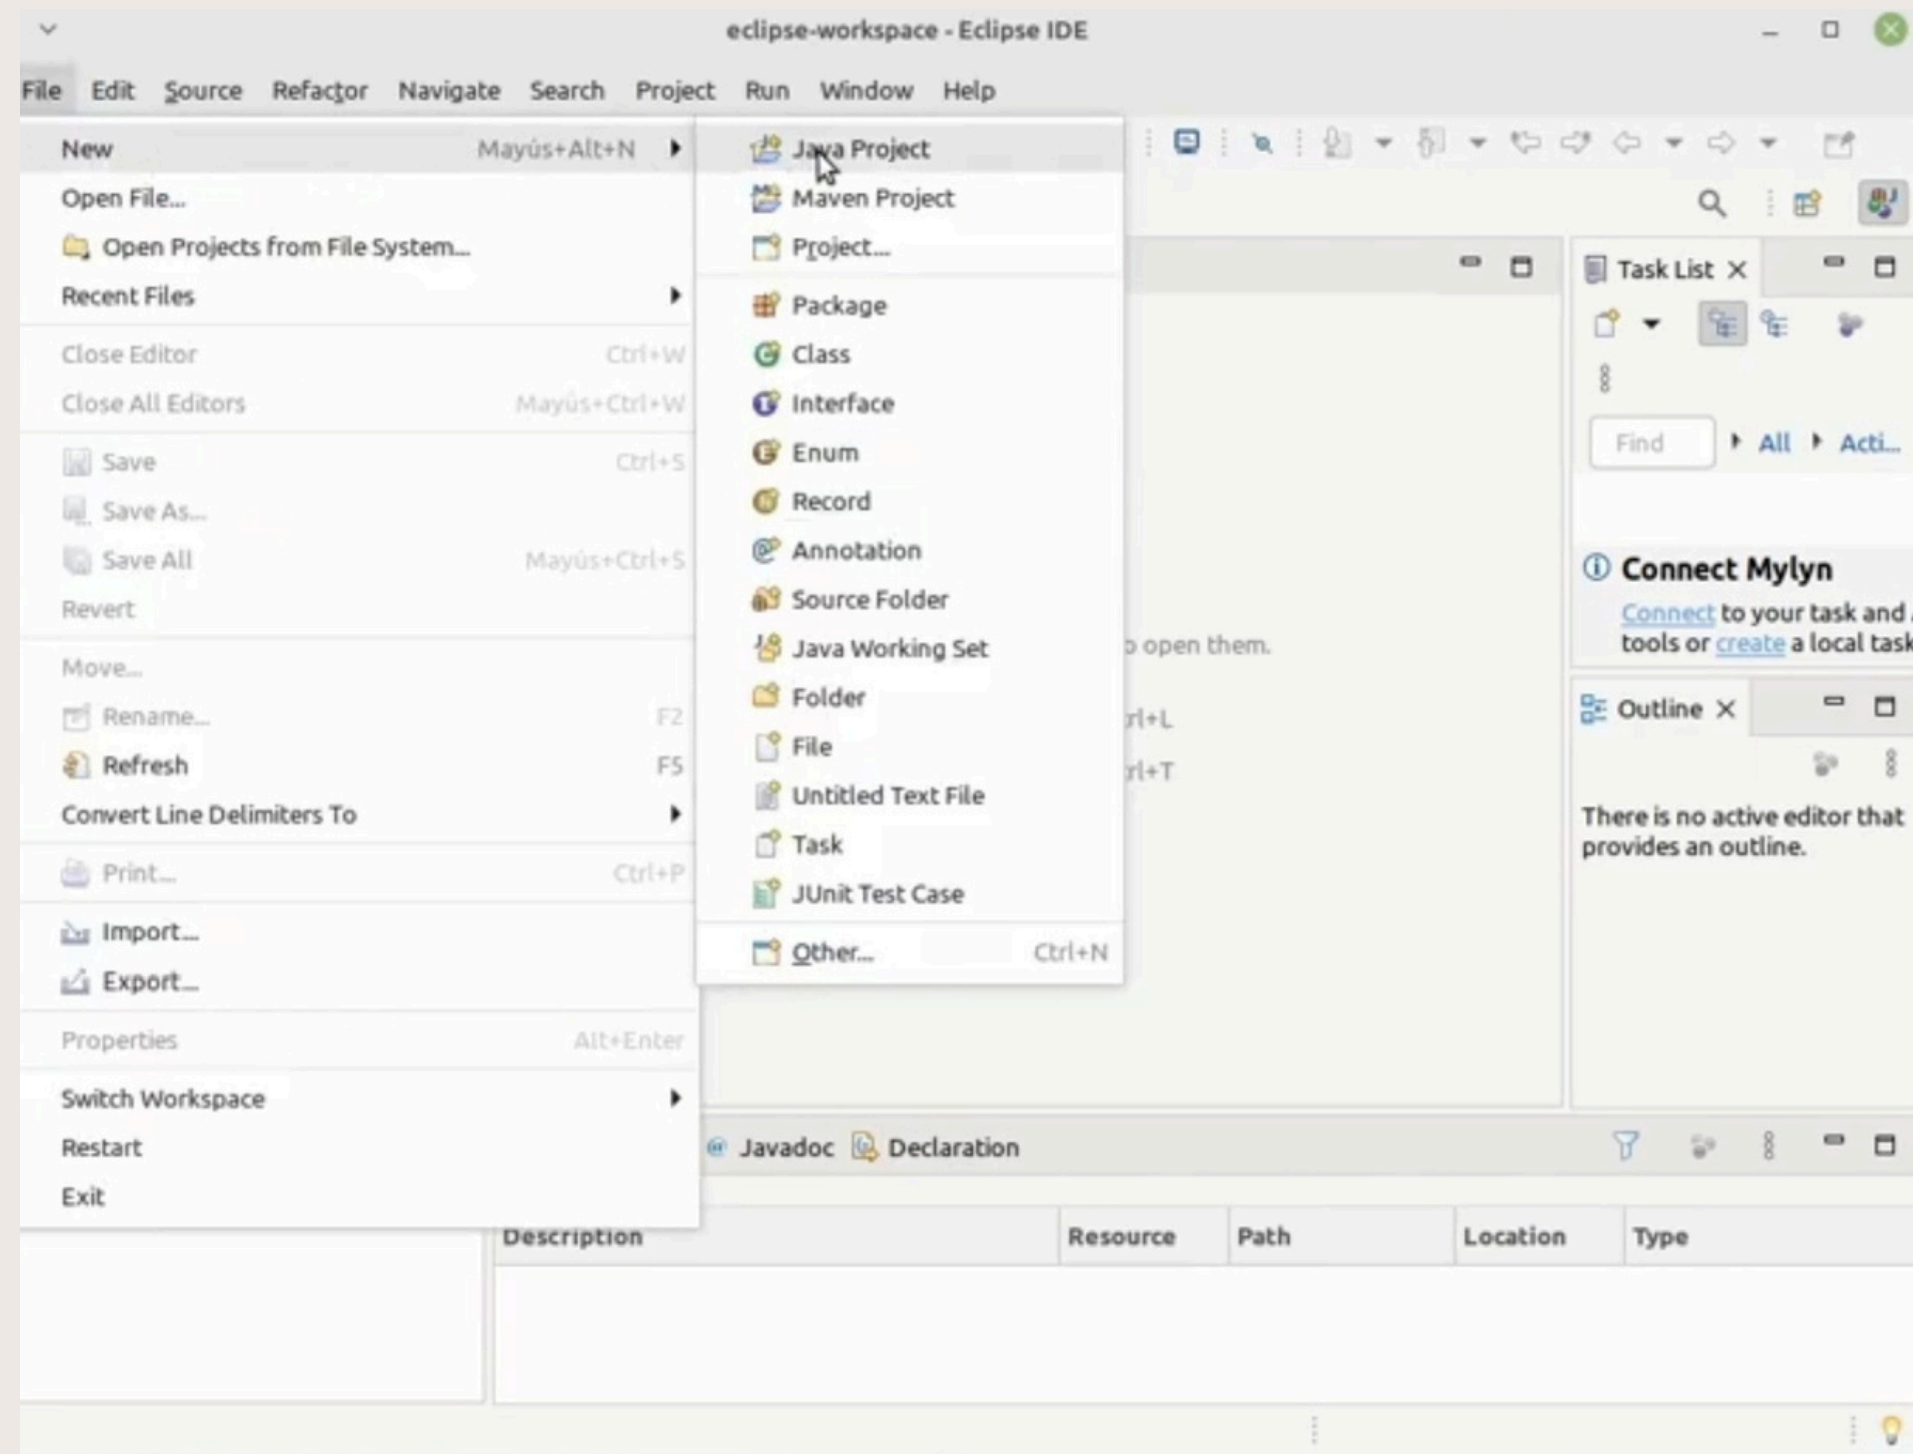 eclipse-workspace - Eclipse IDE
File Edit Source Refactor Navigate Search Project Run Window Help
New Mayús+Alt+N
Open File...
Open Projects from File System...
Recent Files
Close Editor Ctrl+W
Close All Editors Mayús+Ctrl+W
Save Ctrl+S
Save As...
Save All Mayús+Ctrl+S
Revert
Move...
Rename... F2
Refresh F5
Convert Line Delimiters To
Print... Ctrl+P
Import...
Export...
Properties Alt+Enter
Switch Workspace
Restart
Exit
Java Project
Maven Project
Project...
Package
Class
Interface
Enum
Record
Annotation
Source Folder
Java Working Set
Folder
File
Untitled Text File
Task
JUnit Test Case
Other... Ctrl+N
open them.
rl+L
rl+T
Task List
Find All Acti...
Connect Mylyn
Connect to your task and
tools or create a local task
Outline
There is no active editor that
provides an outline.
Javadoc Declaration
Description Resource Path Location Type